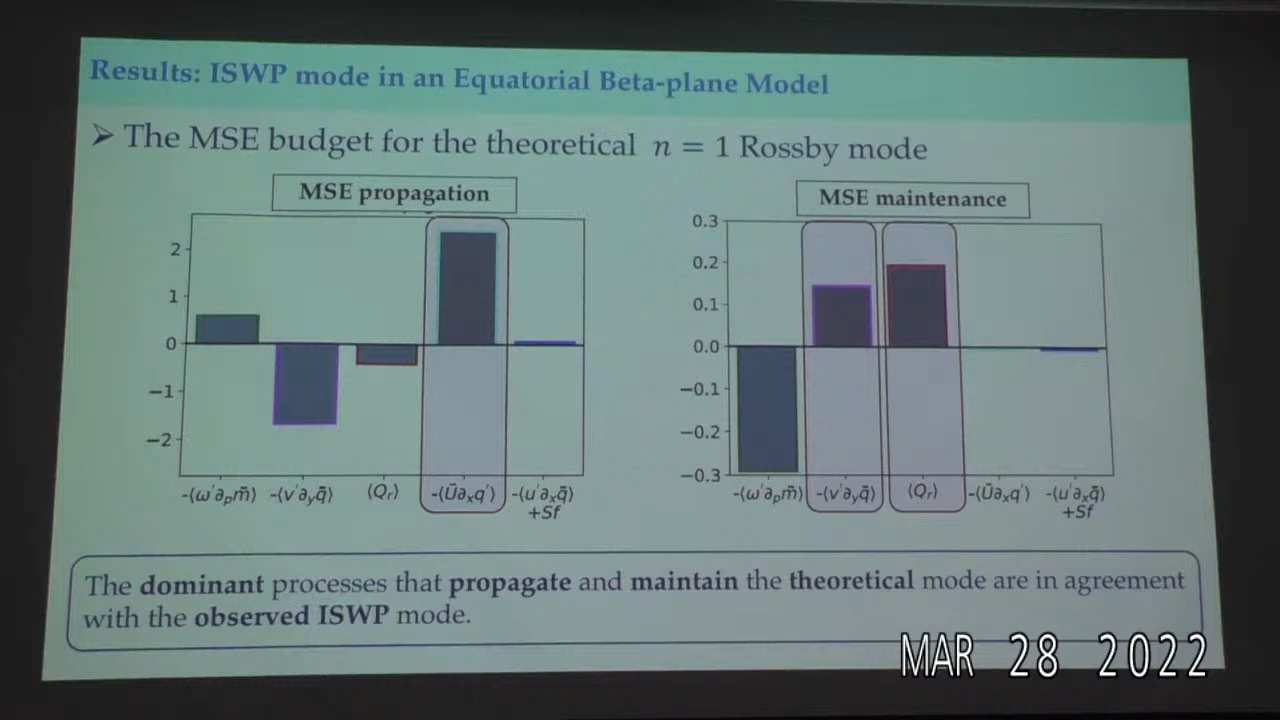 Results: ISWP mode in an Equatorial Beta-plane Model
➤ The MSE budget for the theoretical n = 1 Rossby mode
MSE propagation
MSE maintenance
2
1
0
−1
−2
-⟨ω'∂ₚm̄⟩ -⟨v'∂ᵧq̄⟩ ⟨Qᵣ⟩ -⟨Ū∂ₓq'⟩ -⟨u'∂ₓq̄⟩
+Sf
0.3
0.2
0.1
0.0
−0.1
−0.2
−0.3
-⟨ω'∂ₚm̄⟩ -⟨v'∂ᵧq̄⟩ ⟨Qᵣ⟩ -⟨Ū∂ₓq'⟩ -⟨u'∂ₓq̄⟩
+Sf
The dominant processes that propagate and maintain the theoretical mode are in agreement
with the observed ISWP mode.
MAR 28 2022